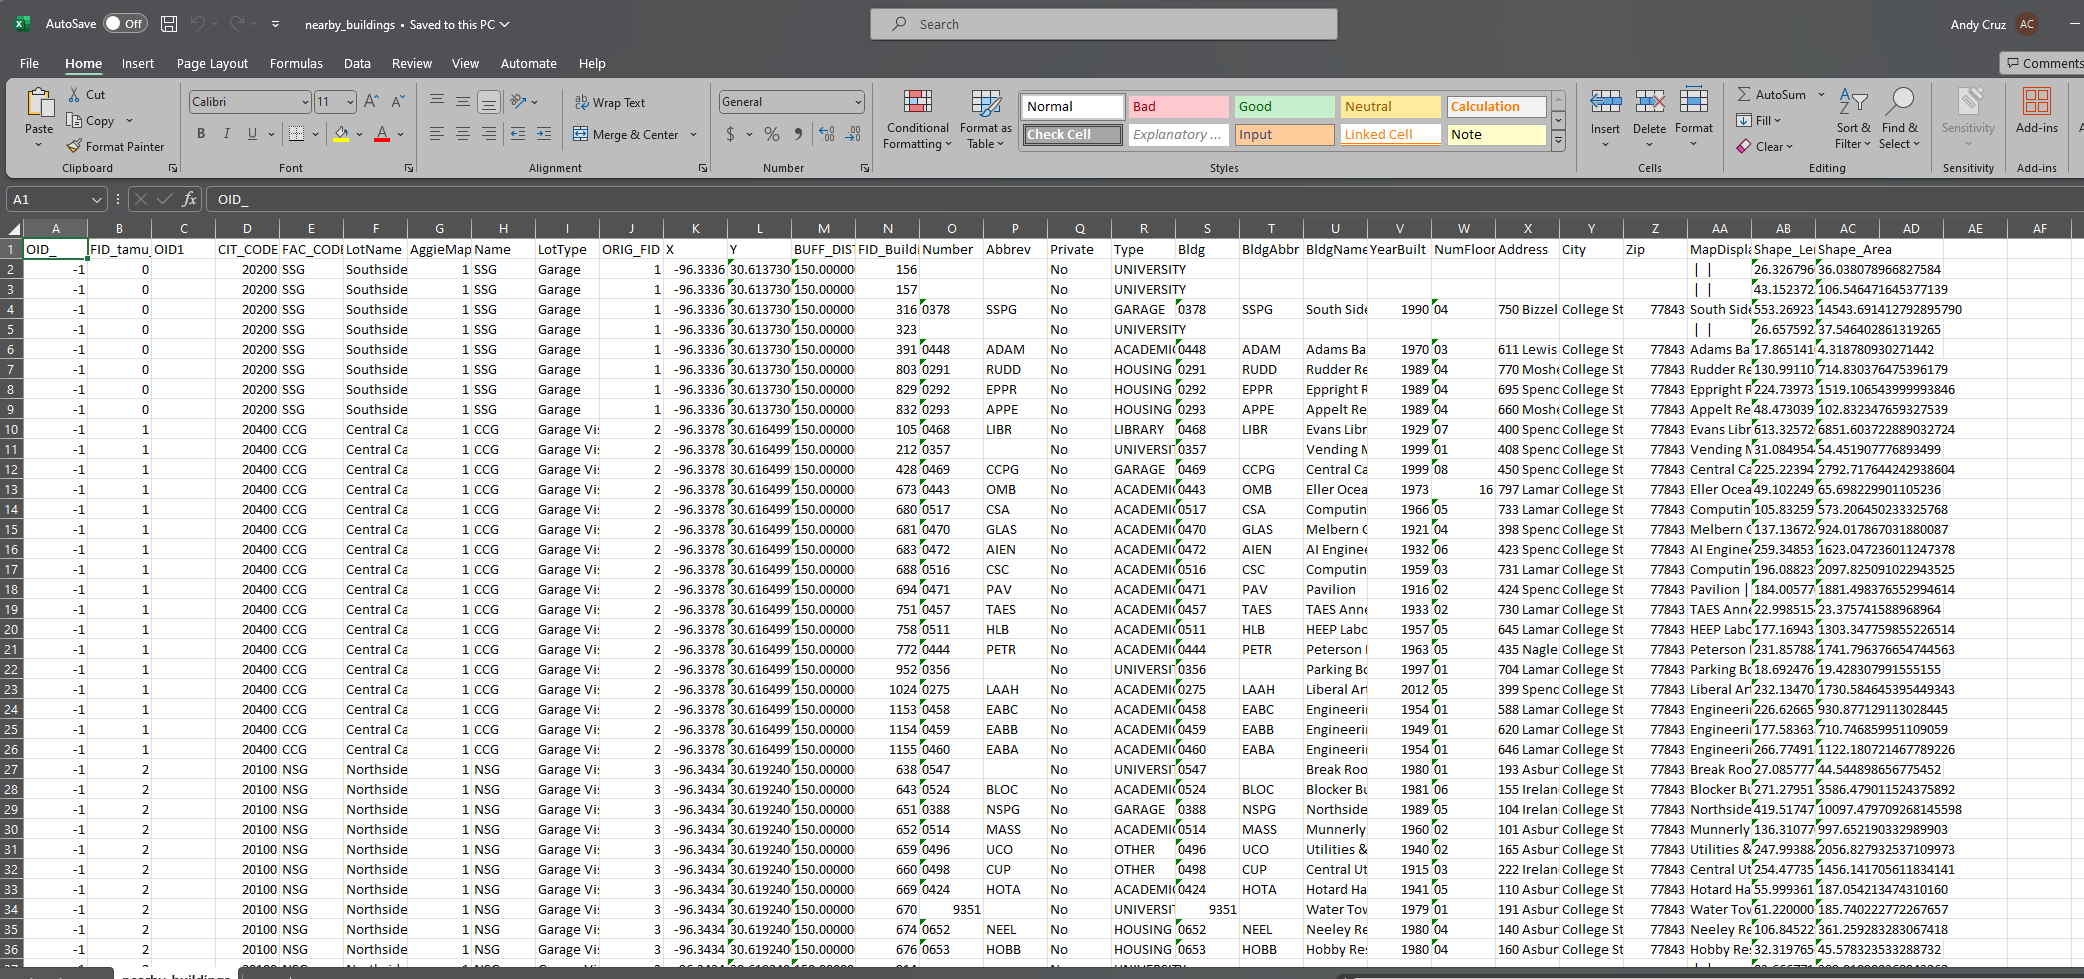 AutoSave Off nearby_buildings • Saved to this PC Search Andy Cruz AC
File Home Insert Page Layout Formulas Data Review View Automate Help Comments
Paste Cut Copy Format Painter Clipboard
Calibri 11 B I U A Font
Wrap Text Merge & Center Alignment
General $ % Number
Conditional Formatting Format as Table
Normal Bad Good Neutral Calculation
Check Cell Explanatory ... Input Linked Cell Note
Styles
Insert Delete Format Cells
AutoSum Fill Clear Sort & Filter Find & Select Editing
Sensitivity Sensitivity
Add-ins Add-ins
A1 fx OID_
A B C D E F G H I J K L M N O P Q R S T U V W X Y Z AA AB AC AD AE AF
1 OID_ FID_tamu_ OID1 CIT_CODE FAC_CODE LotName AggieMap Name LotType ORIG_FID X Y BUFF_DIST FID_Buildi Number Abbrev Private Type Bldg BldgAbbr BldgName YearBuilt NumFloor Address City Zip MapDispla Shape_Le Shape_Area
2 -1 0 20200 SSG Southside 1 SSG Garage 1 -96.3336 30.613730 150.00000 156 No UNIVERSITY | | 26.326796 36.038078966827584
3 -1 0 20200 SSG Southside 1 SSG Garage 1 -96.3336 30.613730 150.00000 157 No UNIVERSITY | | 43.152372 106.546471645377139
4 -1 0 20200 SSG Southside 1 SSG Garage 1 -96.3336 30.613730 150.00000 316 0378 SSPG No GARAGE 0378 SSPG South Side 1990 04 750 Bizzel College St 77843 South Side 553.26923 14543.691412792895790
5 -1 0 20200 SSG Southside 1 SSG Garage 1 -96.3336 30.613730 150.00000 323 No UNIVERSITY | | 26.657592 37.546402861319265
6 -1 0 20200 SSG Southside 1 SSG Garage 1 -96.3336 30.613730 150.00000 391 0448 ADAM No ACADEMI 0448 ADAM Adams Ba 1970 03 611 Lewis College St 77843 Adams Ba 17.865141 4.318780930271442
7 -1 0 20200 SSG Southside 1 SSG Garage 1 -96.3336 30.613730 150.00000 803 0291 RUDD No HOUSING 0291 RUDD Rudder Re 1989 04 770 Moshe College St 77843 Rudder Re 130.99110 714.830376475396179
8 -1 0 20200 SSG Southside 1 SSG Garage 1 -96.3336 30.613730 150.00000 829 0292 EPPR No HOUSING 0292 EPPR Eppright R 1989 04 695 Spenc College St 77843 Eppright R 224.73973 1519.106543999993846
9 -1 0 20200 SSG Southside 1 SSG Garage 1 -96.3336 30.613730 150.00000 832 0293 APPE No HOUSING 0293 APPE Appelt Re 1989 04 660 Moshe College St 77843 Appelt Re 48.473039 102.832347659327539
10 -1 1 20400 CCG Central Ca 1 CCG Garage Vi 2 -96.3378 30.616499 150.00000 105 0468 LIBR No LIBRARY 0468 LIBR Evans Libr 1929 07 400 Spenc College St 77843 Evans Libr 613.32572 6851.603722889032724
11 -1 1 20400 CCG Central Ca 1 CCG Garage Vi 2 -96.3378 30.616499 150.00000 212 0357 No UNIVERSI 0357 Vending M 1999 01 408 Spenc College St 77843 Vending M 31.084954 54.451907776893499
12 -1 1 20400 CCG Central Ca 1 CCG Garage Vi 2 -96.3378 30.616499 150.00000 428 0469 CCPG No GARAGE 0469 CCPG Central Ca 1999 08 450 Spenc College St 77843 Central Ca 225.22394 2792.717644242938604
13 -1 1 20400 CCG Central Ca 1 CCG Garage Vi 2 -96.3378 30.616499 150.00000 673 0443 OMB No ACADEMI 0443 OMB Eller Ocea 1973 16 797 Lamar College St 77843 Eller Ocea 49.102249 65.698229901105236
14 -1 1 20400 CCG Central Ca 1 CCG Garage Vi 2 -96.3378 30.616499 150.00000 680 0517 CSA No ACADEMI 0517 CSA Computin 1966 05 733 Lamar College St 77843 Computin 105.83259 573.206450233325768
15 -1 1 20400 CCG Central Ca 1 CCG Garage Vi 2 -96.3378 30.616499 150.00000 681 0470 GLAS No ACADEMI 0470 GLAS Melbern G 1921 04 398 Spenc College St 77843 Melbern G 137.13672 924.017867031880087
16 -1 1 20400 CCG Central Ca 1 CCG Garage Vi 2 -96.3378 30.616499 150.00000 683 0472 AIEN No ACADEMI 0472 AIEN AI Enginee 1932 06 423 Spenc College St 77843 AI Enginee 259.34853 1623.047236011247378
17 -1 1 20400 CCG Central Ca 1 CCG Garage Vi 2 -96.3378 30.616499 150.00000 688 0516 CSC No ACADEMI 0516 CSC Computin 1959 03 731 Lamar College St 77843 Computin 196.08823 2097.825091022943525
18 -1 1 20400 CCG Central Ca 1 CCG Garage Vi 2 -96.3378 30.616499 150.00000 694 0471 PAV No ACADEMI 0471 PAV Pavilion 1916 02 424 Spenc College St 77843 Pavilion | 184.00577 1881.498376552994614
19 -1 1 20400 CCG Central Ca 1 CCG Garage Vi 2 -96.3378 30.616499 150.00000 751 0457 TAES No ACADEMI 0457 TAES TAES Anne 1933 02 730 Lamar College St 77843 TAES Anne 22.998515 23.375741588968964
20 -1 1 20400 CCG Central Ca 1 CCG Garage Vi 2 -96.3378 30.616499 150.00000 758 0511 HLB No ACADEMI 0511 HLB HEEP Labo 1957 05 645 Lamar College St 77843 HEEP Labo 177.16943 1303.347759855226514
21 -1 1 20400 CCG Central Ca 1 CCG Garage Vi 2 -96.3378 30.616499 150.00000 772 0444 PETR No ACADEMI 0444 PETR Peterson 1963 05 435 Nagle College St 77843 Peterson 231.85788 1741.796376654744563
22 -1 1 20400 CCG Central Ca 1 CCG Garage Vi 2 -96.3378 30.616499 150.00000 952 0356 No UNIVERSI 0356 Parking Bo 1997 01 704 Lamar College St 77843 Parking Bo 18.692476 19.428307991555155
23 -1 1 20400 CCG Central Ca 1 CCG Garage Vi 2 -96.3378 30.616499 150.00000 1024 0275 LAAH No ACADEMI 0275 LAAH Liberal Art 2012 05 399 Spenc College St 77843 Liberal Art 232.13470 1730.584645395449343
24 -1 1 20400 CCG Central Ca 1 CCG Garage Vi 2 -96.3378 30.616499 150.00000 1153 0458 EABC No ACADEMI 0458 EABC Engineeri 1954 01 588 Lamar College St 77843 Engineeri 226.62665 930.877129113028445
25 -1 1 20400 CCG Central Ca 1 CCG Garage Vi 2 -96.3378 30.616499 150.00000 1154 0459 EABB No ACADEMI 0459 EABB Engineeri 1949 01 620 Lamar College St 77843 Engineeri 177.58363 710.746859951109059
26 -1 1 20400 CCG Central Ca 1 CCG Garage Vi 2 -96.3378 30.616499 150.00000 1155 0460 EABA No ACADEMI 0460 EABA Engineeri 1954 01 646 Lamar College St 77843 Engineeri 266.77491 1122.180721467789226
27 -1 2 20100 NSG Northside 1 NSG Garage Vi 3 -96.3434 30.619240 150.00000 638 0547 No UNIVERSI 0547 Break Roo 1980 01 193 Asbur College St 77843 Break Roo 27.085777 44.544898656775452
28 -1 2 20100 NSG Northside 1 NSG Garage Vi 3 -96.3434 30.619240 150.00000 643 0524 BLOC No ACADEMI 0524 BLOC Blocker Bu 1981 06 155 Irelan College St 77843 Blocker Bu 271.27951 3586.479011524375892
29 -1 2 20100 NSG Northside 1 NSG Garage Vi 3 -96.3434 30.619240 150.00000 651 0388 NSPG No GARAGE 0388 NSPG Northside 1989 05 104 Irelan College St 77843 Northside 419.51747 10097.479709268145598
30 -1 2 20100 NSG Northside 1 NSG Garage Vi 3 -96.3434 30.619240 150.00000 652 0514 MASS No ACADEMI 0514 MASS Munnerly 1960 02 101 Asbur College St 77843 Munnerly 136.31077 997.652190332989903
31 -1 2 20100 NSG Northside 1 NSG Garage Vi 3 -96.3434 30.619240 150.00000 659 0496 UCO No OTHER 0496 UCO Utilities & 1940 02 165 Asbur College St 77843 Utilities & 247.99388 2056.827932537109973
32 -1 2 20100 NSG Northside 1 NSG Garage Vi 3 -96.3434 30.619240 150.00000 660 0498 CUP No OTHER 0498 CUP Central Ut 1915 03 222 Irelan College St 77843 Central Ut 254.47735 1456.141705611834141
33 -1 2 20100 NSG Northside 1 NSG Garage Vi 3 -96.3434 30.619240 150.00000 669 0424 HOTA No ACADEMI 0424 HOTA Hotard Ha 1941 05 110 Asbur College St 77843 Hotard Ha 55.999361 187.054213474310160
34 -1 2 20100 NSG Northside 1 NSG Garage Vi 3 -96.3434 30.619240 150.00000 670 9351 No UNIVERSI 9351 Water Tov 1979 01 191 Asbur College St 77843 Water Tov 61.220000 185.740222772267657
35 -1 2 20100 NSG Northside 1 NSG Garage Vi 3 -96.3434 30.619240 150.00000 674 0652 NEEL No HOUSING 0652 NEEL Neeley Re 1980 04 140 Asbur College St 77843 Neeley Re 106.84522 361.259283283067418
36 -1 2 20100 NSG Northside 1 NSG Garage Vi 3 -96.3434 30.619240 150.00000 676 0653 HOBB No HOUSING 0653 HOBB Hobby Re 1980 04 160 Asbur College St 77843 Hobby Re 32.319765 45.578323533288732
nearby_buildings